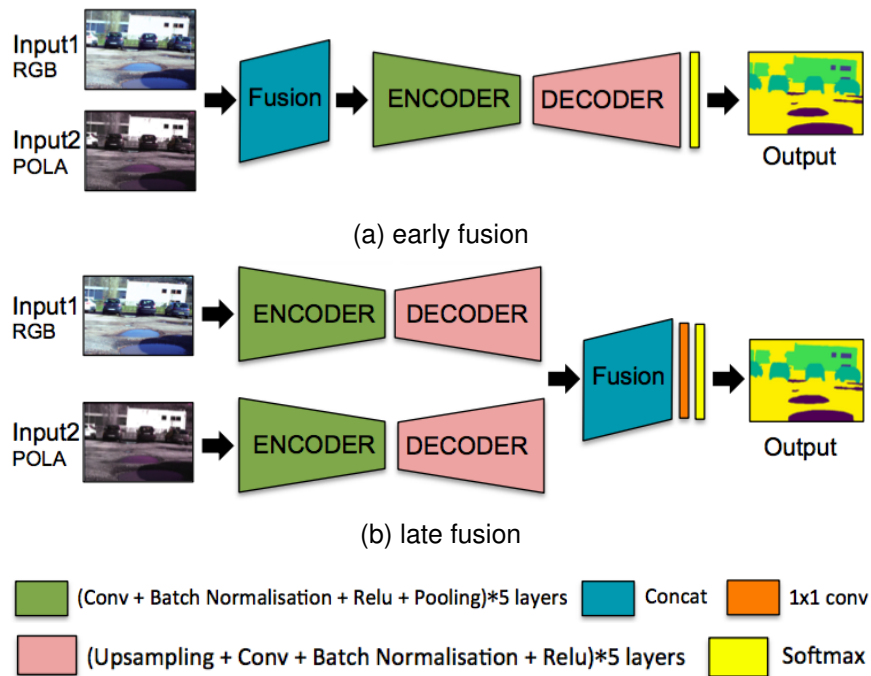 Input1
RGB
Input2
POLA
Fusion
ENCODER
DECODER
Output
(a) early fusion
Input1
RGB
ENCODER
DECODER
Input2
POLA
ENCODER
DECODER
Fusion
Output
(b) late fusion
(Conv + Batch Normalisation + Relu + Pooling)*5 layers
Concat
1x1 conv
(Upsampling + Conv + Batch Normalisation + Relu)*5 layers
Softmax